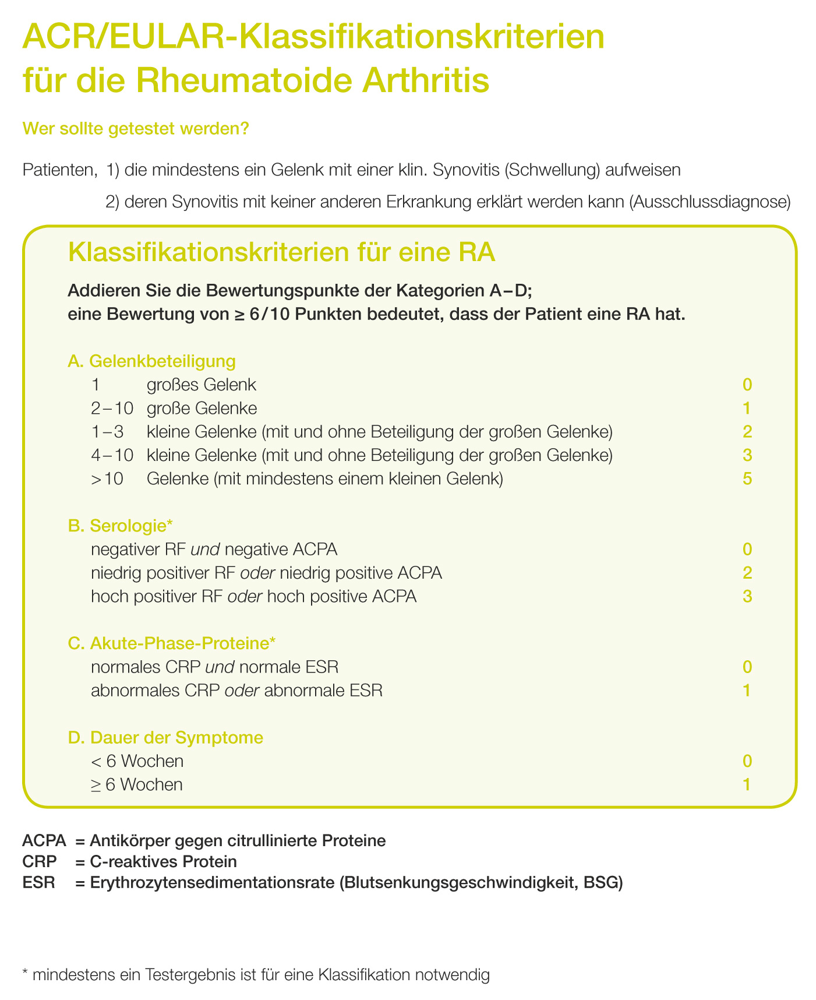 ACR/EULAR-Klassifikationskriterien
für die Rheumatoide Arthritis
Wer sollte getestet werden?
Patienten, 1) die mindestens ein Gelenk mit einer klin. Synovitis (Schwellung) aufweisen
2) deren Synovitis mit keiner anderen Erkrankung erklärt werden kann (Ausschlussdiagnose)
Klassifikationskriterien für eine RA
Addieren Sie die Bewertungspunkte der Kategorien A–D;
eine Bewertung von ≥ 6/10 Punkten bedeutet, dass der Patient eine RA hat.
A. Gelenkbeteiligung
1 großes Gelenk 0
2–10 große Gelenke 1
1–3 kleine Gelenke (mit und ohne Beteiligung der großen Gelenke) 2
4–10 kleine Gelenke (mit und ohne Beteiligung der großen Gelenke) 3
>10 Gelenke (mit mindestens einem kleinen Gelenk) 5
B. Serologie*
negativer RF und negative ACPA 0
niedrig positiver RF oder niedrig positive ACPA 2
hoch positiver RF oder hoch positive ACPA 3
C. Akute-Phase-Proteine*
normales CRP und normale ESR 0
abnormales CRP oder abnormale ESR 1
D. Dauer der Symptome
< 6 Wochen 0
≥ 6 Wochen 1
ACPA = Antikörper gegen citrullinierte Proteine
CRP = C-reaktives Protein
ESR = Erythrozytensedimentationsrate (Blutsenkungsgeschwindigkeit, BSG)
* mindestens ein Testergebnis ist für eine Klassifikation notwendig